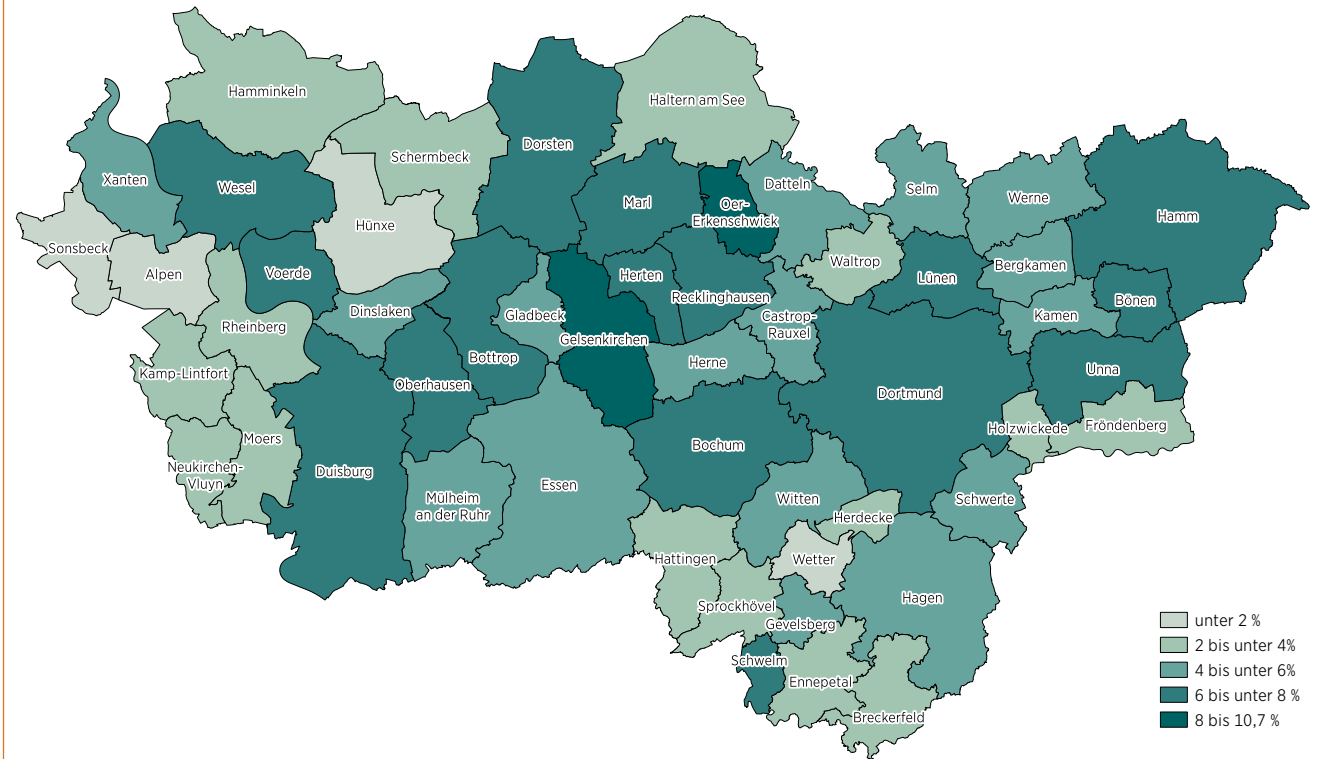 Hamminkeln
Haltern am See
Dorsten
Schermbeck
Xanten
Wesel
Datteln
Selm
Werne
Marl
Oer-
Erkenschwick
Hamm
Hünxe
Sonsbeck
Alpen
Voerde
Waltrop
Bergkamen
Herten
Lünen
Recklinghausen
Bönen
Dinslaken
Gladbeck
Castrop-
Rauxel
Kamen
Rheinberg
Gelsenkirchen
Bottrop
Herne
Unna
Kamp-Lintfort
Oberhausen
Dortmund
Holzwickede
Fröndenberg
Moers
Bochum
Neukirchen-
Vluyn
Duisburg
Essen
Mülheim
an der Ruhr
Witten
Schwerte
Herdecke
Hattingen
Wetter
Hagen
Sprockhövel
Gevelsberg
Schwelm
Ennepetal
Breckerfeld
unter 2 %
2 bis unter 4%
4 bis unter 6%
6 bis unter 8 %
8 bis 10,7 %